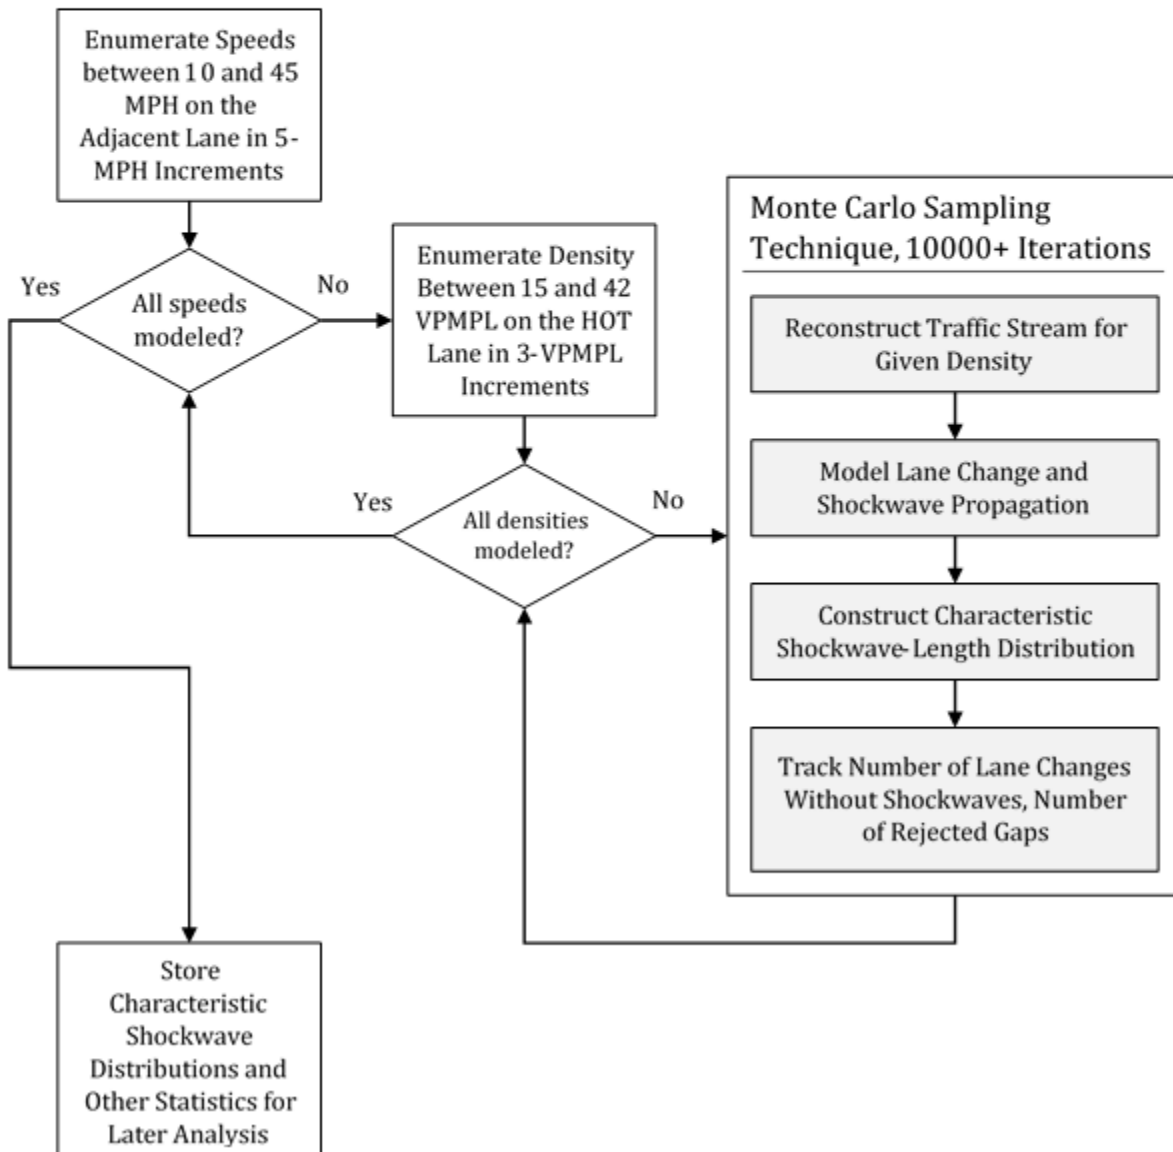 Enumerate Speeds
between 10 and 45
MPH on the
Adjacent Lane in 5-
MPH Increments
Yes
All speeds
modeled?
No
Enumerate Density
Between 15 and 42
VPMPL on the HOT
Lane in 3-VPMPL
Increments
Yes
All densities
modeled?
No
Monte Carlo Sampling
Technique, 10000+ Iterations
Reconstruct Traffic Stream for
Given Density
Model Lane Change and
Shockwave Propagation
Construct Characteristic
Shockwave-Length Distribution
Track Number of Lane Changes
Without Shockwaves, Number
of Rejected Gaps
Store
Characteristic
Shockwave
Distributions and
Other Statistics for
Later Analysis